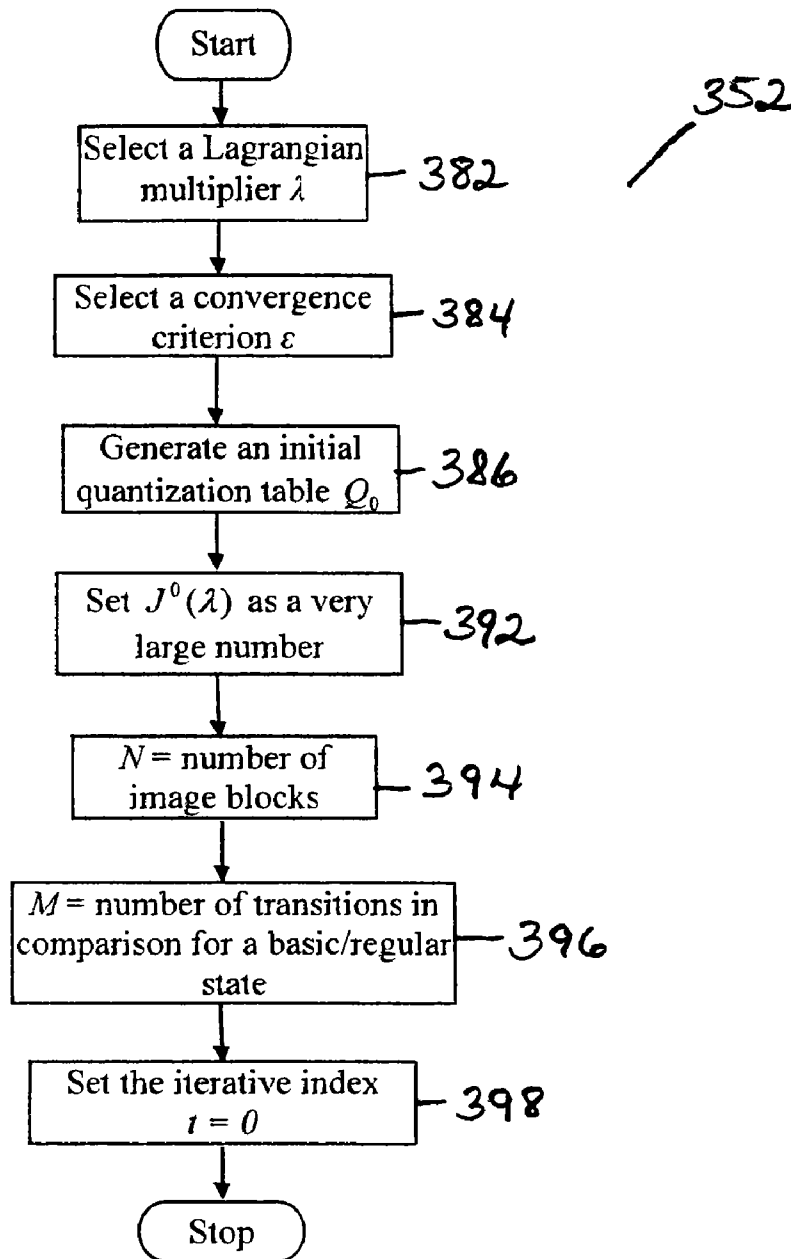 Start
352
Select a Lagrangian
multiplier λ
382
Select a convergence
criterion ε
384
Generate an initial
quantization table Q₀
386
Set J⁰(λ) as a very
large number
392
N = number of
image blocks
394
M = number of transitions in
comparison for a basic/regular
state
396
Set the iterative index
t = 0
398
Stop